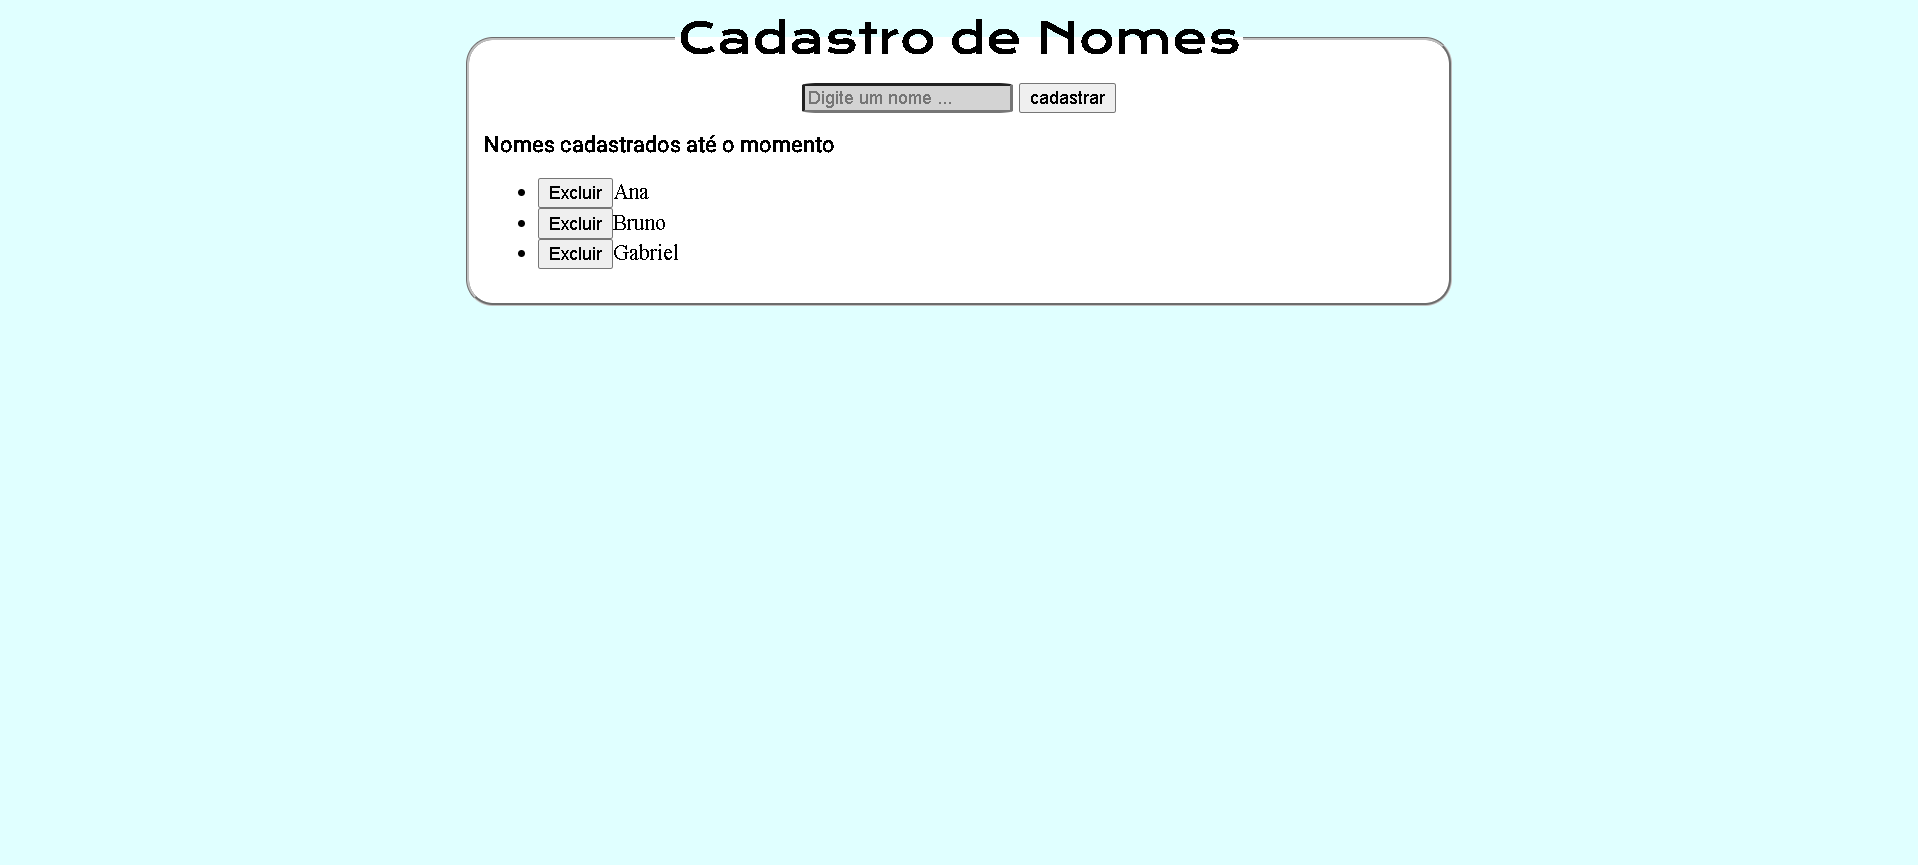 Cadastro de Nomes
Digite um nome ... cadastrar
Nomes cadastrados até o momento
Excluir Ana
Excluir Bruno
Excluir Gabriel